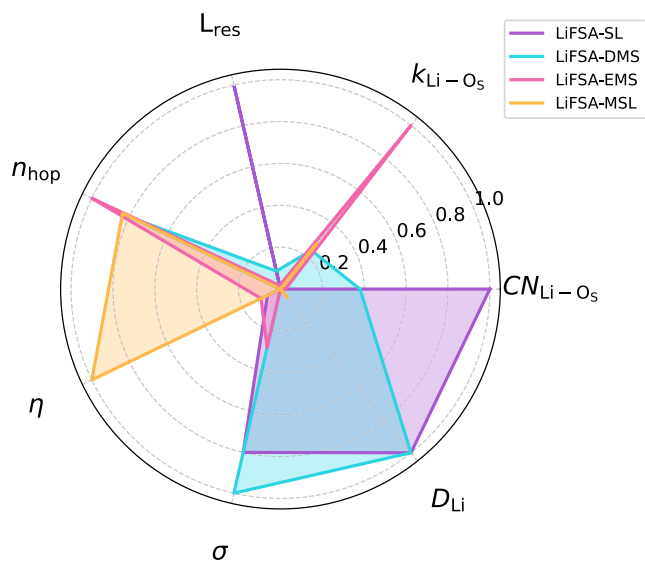 L_res
k_Li−O_S
n_hop
1.0
0.8
0.6
0.4
0.2
CN_Li−O_S
η
D_Li
σ
LiFSA-SL
LiFSA-DMS
LiFSA-EMS
LiFSA-MSL